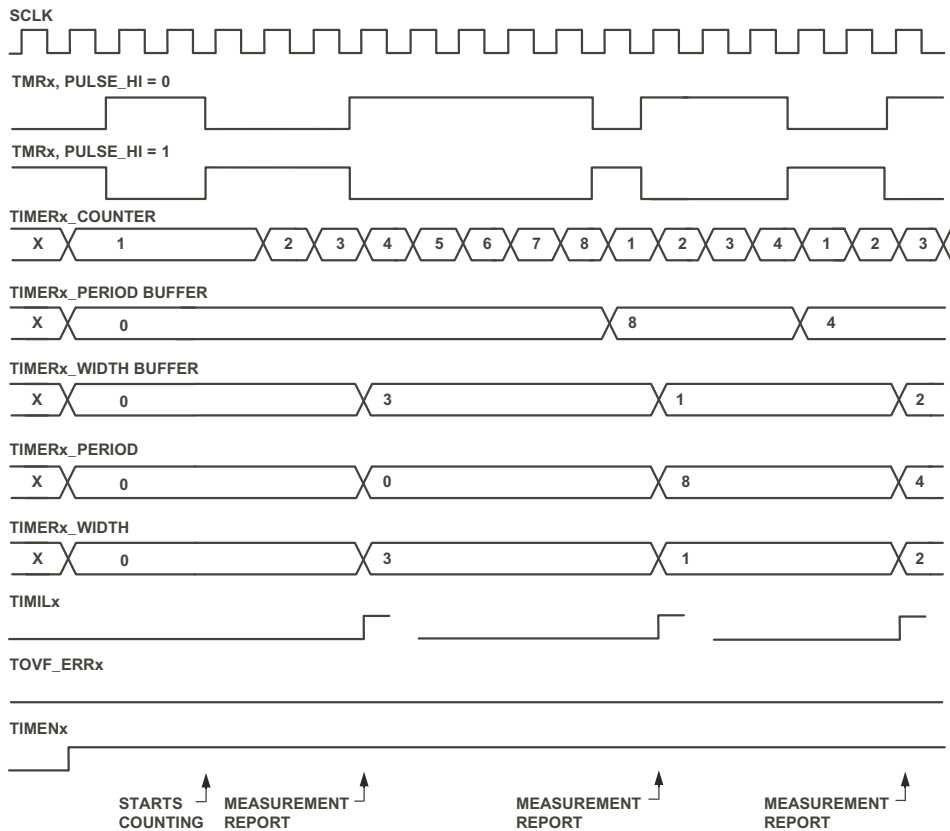 SCLK
TMRx, PULSE_HI = 0
TMRx, PULSE_HI = 1
TIMERx_COUNTER
X 1 2 3 4 5 6 7 8 1 2 3 4 1 2 3
TIMERx_PERIOD BUFFER
X 0 8 4
TIMERx_WIDTH BUFFER
X 0 3 1 2
TIMERx_PERIOD
X 0 0 8 4
TIMERx_WIDTH
X 0 3 1 2
TIMILx
TOVF_ERRx
TIMENx
STARTS COUNTING
MEASUREMENT REPORT
MEASUREMENT REPORT
MEASUREMENT REPORT